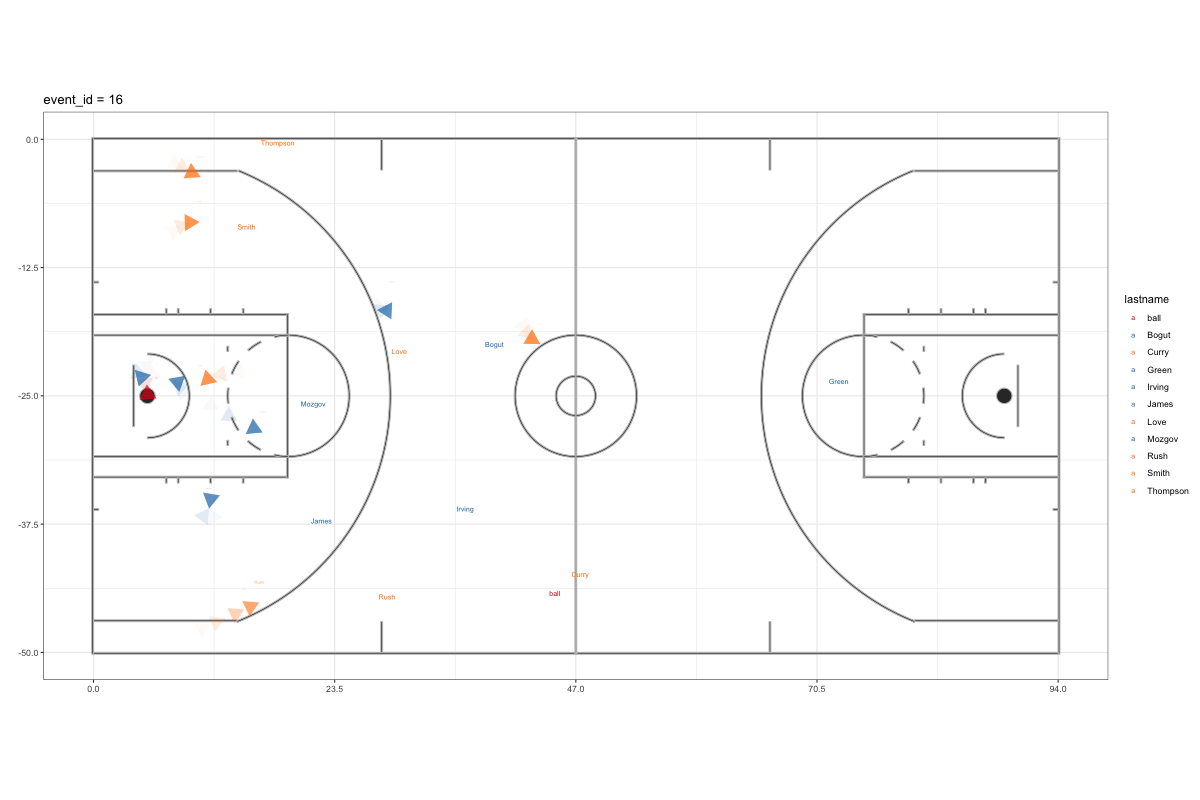 event_id = 16
0.0
Thompson
Smith
-12.5
Bogut
Love
Green
-25.0
Mozgov
Irving
-37.5
James
Curry
Rush
Rush
ball
-50.0
0.0 23.5 47.0 70.5 94.0
lastname
a ball
a Bogut
a Curry
a Green
a Irving
a James
a Love
a Mozgov
a Rush
a Smith
a Thompson